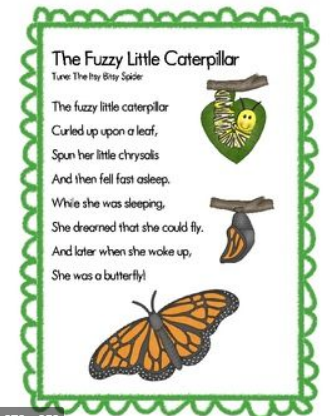 The Fuzzy Little Caterpillar
Tune: The Itsy Bitsy Spider
The fuzzy little caterpillar
Curled up upon a leaf,
Spun her little chrysalis
And then fell fast asleep.
While she was sleeping,
She dreamed that she could fly.
And later when she woke up,
She was a butterfly!